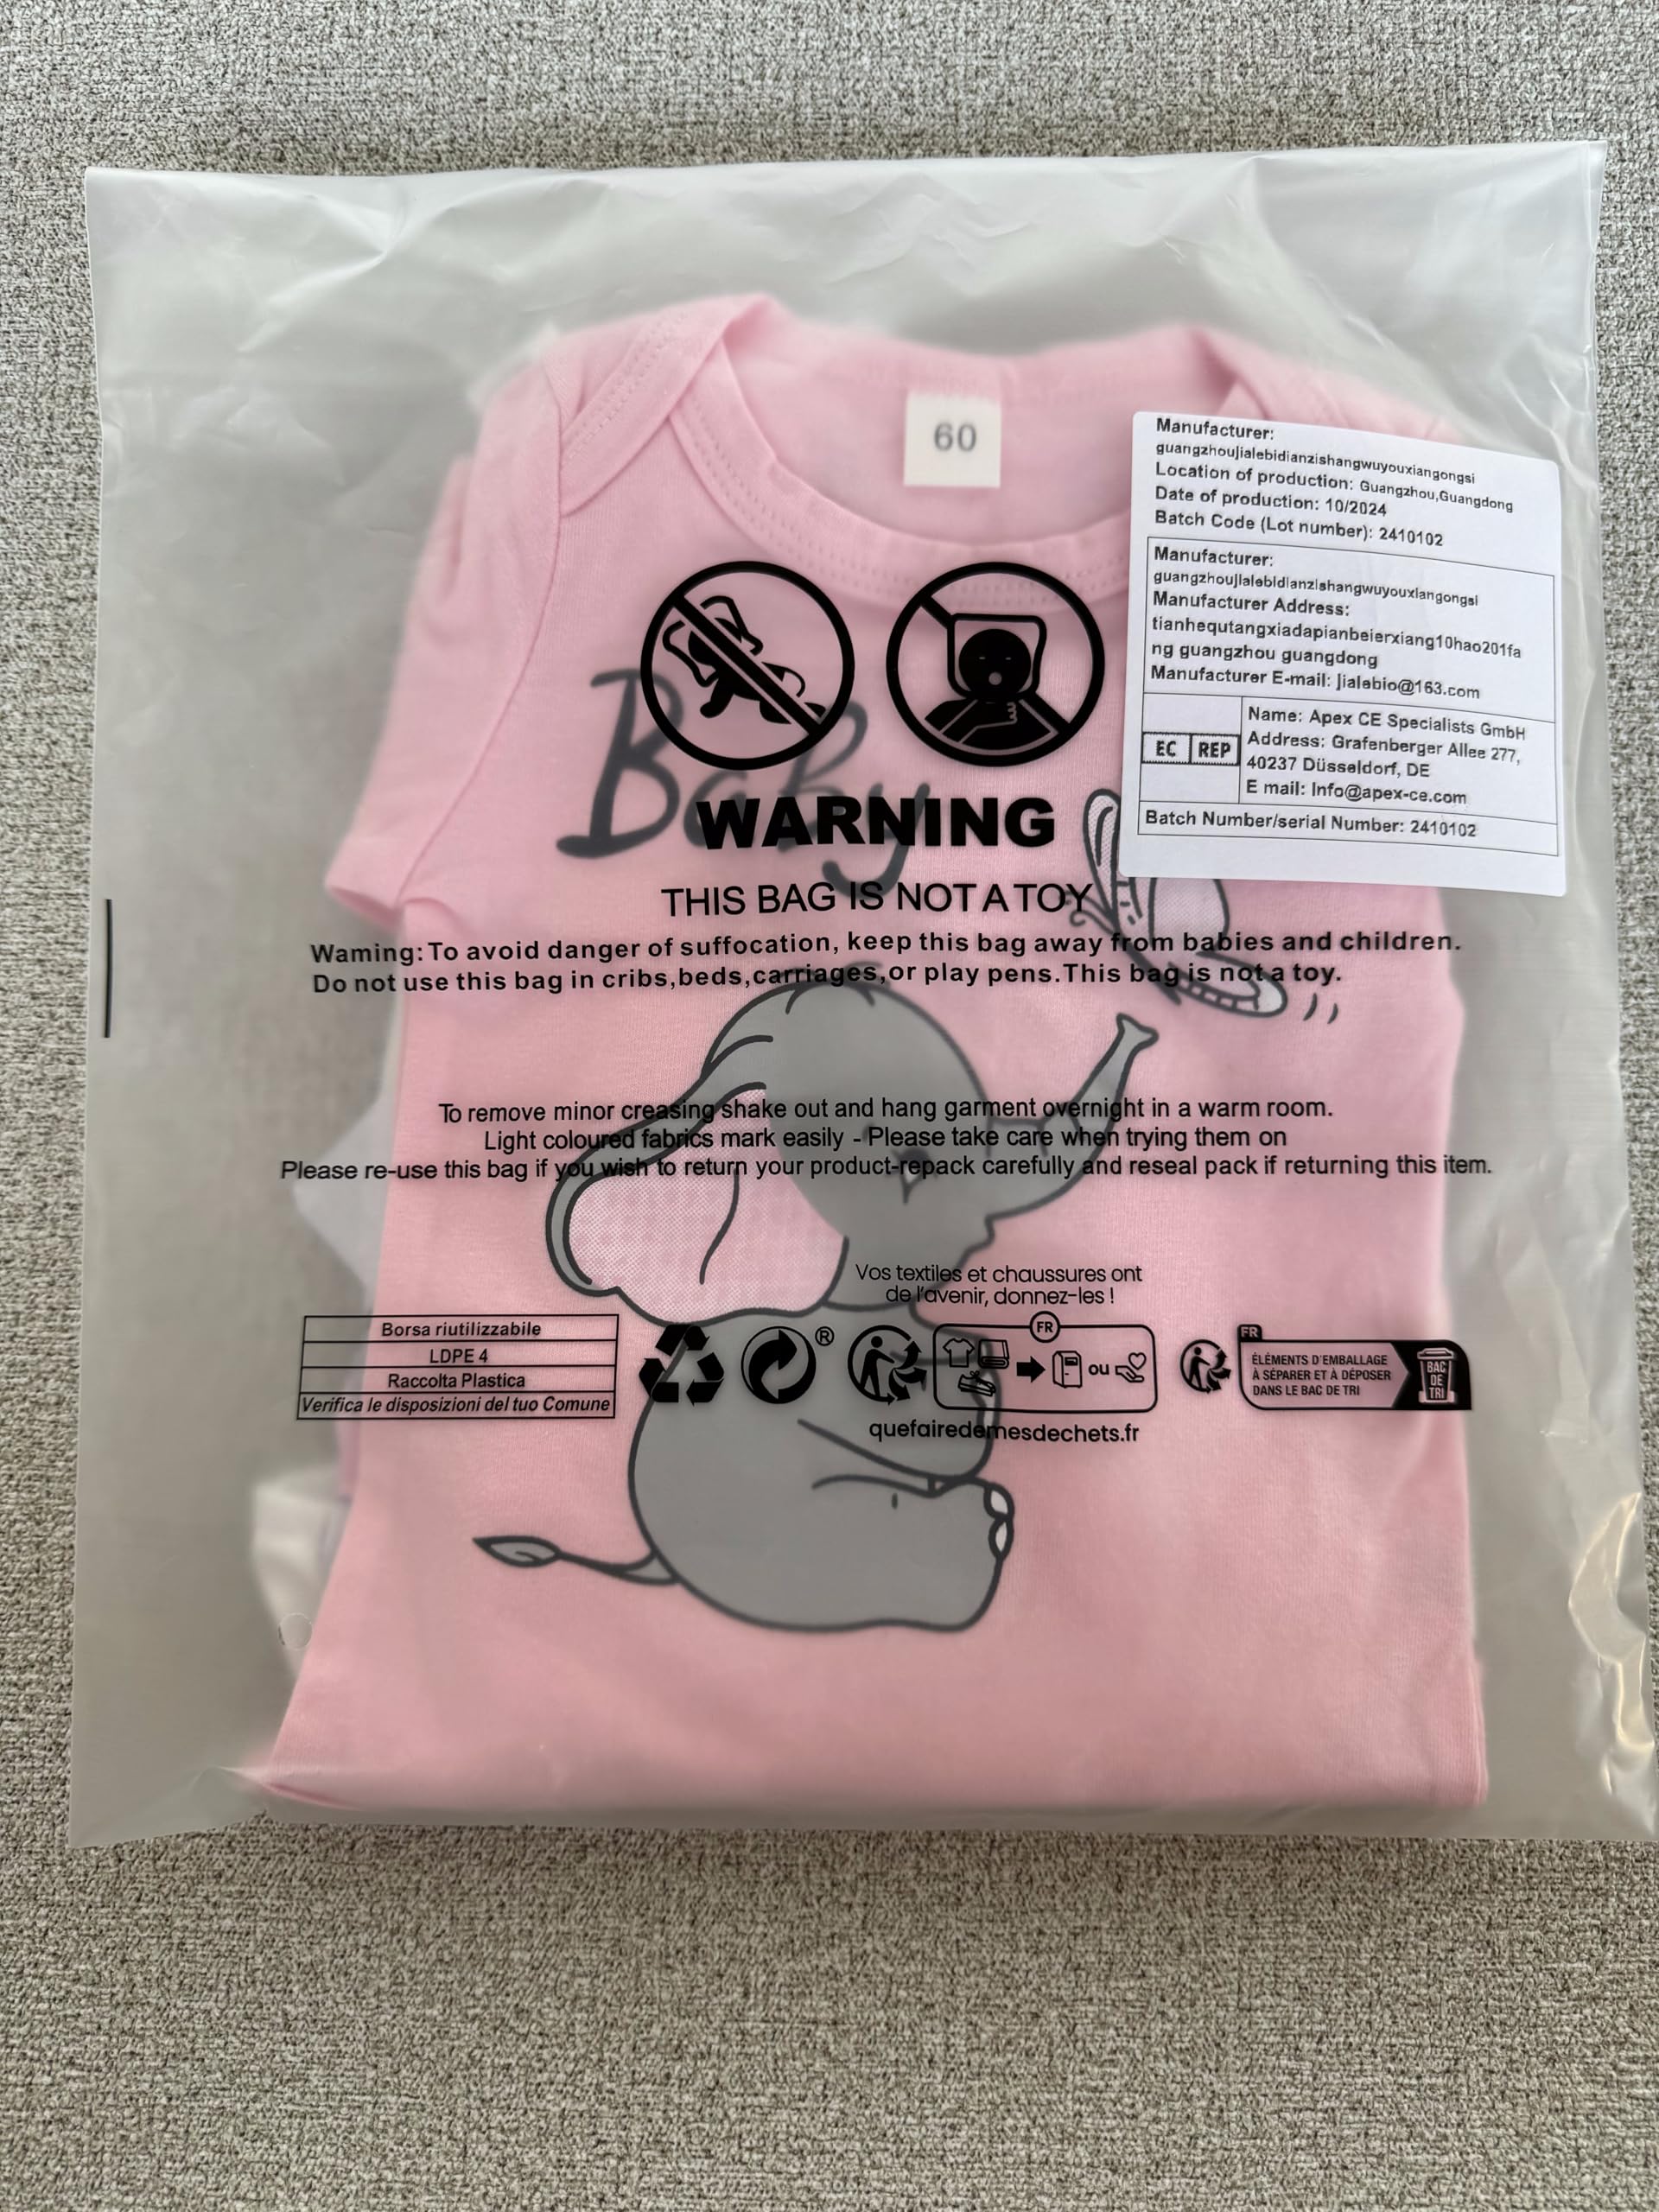 60
Manufacturer:
guangzhoujialebidianzishangwuyouxiangongsi
Location of production: Guangzhou,Guangdong
Date of production: 10/2024
Batch Code (Lot number): 2410102
Manufacturer:
guangzhoujialebidianzishangwuyouxiangongsi
Manufacturer Address:
tianhequtangxiadapianbeierxiang10hao201fa
ng guangzhou guangdong
Manufacturer E-mail: jialebio@163.com
EC REP
Name: Apex CE Specialists GmbH
Address: Grafenberger Allee 277,
40237 Düsseldorf, DE
E mail: Info@apex-ce.com
Batch Number/serial Number: 2410102
Baby
WARNING
THIS BAG IS NOT A TOY
Waming: To avoid danger of suffocation, keep this bag away from babies and children.
Do not use this bag in cribs,beds,carriages,or play pens.This bag is not a toy.
To remove minor creasing shake out and hang garment overnight in a warm room.
Light coloured fabrics mark easily - Please take care when trying them on
Please re-use this bag if you wish to return your product-repack carefully and reseal pack if returning this item.
Vos textiles et chaussures ont
de l'avenir, donnez-les !
Borsa riutilizzabile
LDPE 4
Raccolta Plastica
Verifica le disposizioni del tuo Comune
®
FR
ou
quefairedemesdechets.fr
FR
ÉLÉMENTS D'EMBALLAGE
À SÉPARER ET À DÉPOSER
DANS LE BAC DE TRI
BAC
DE
TRI